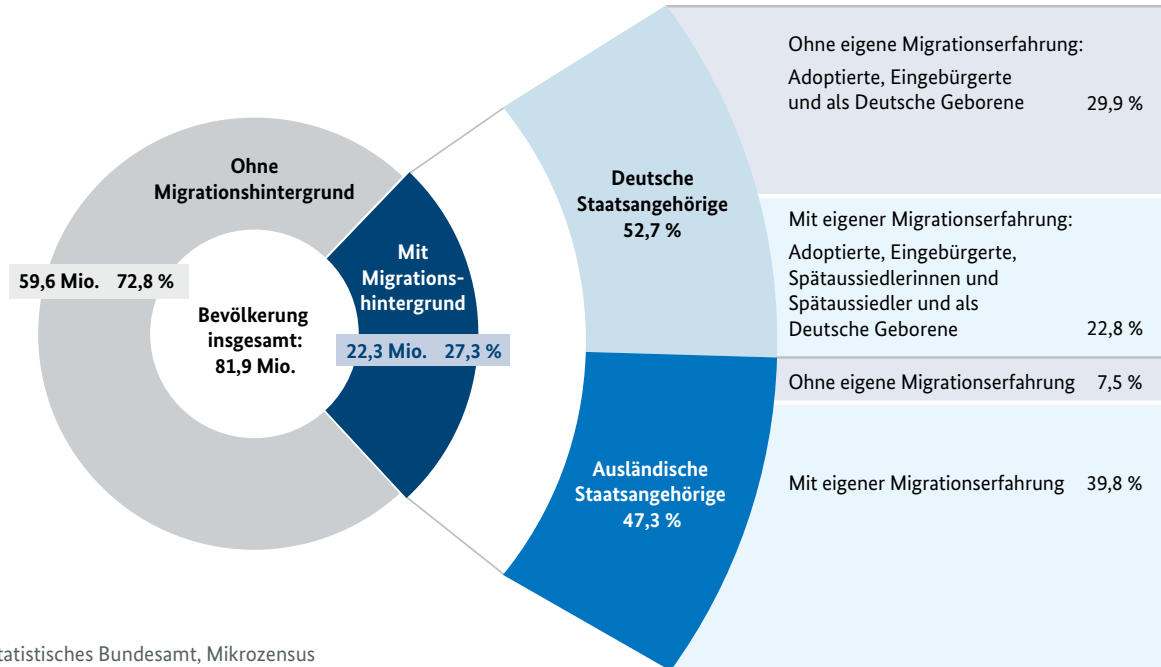 Ohne
Migrationshintergrund
59,6 Mio. 72,8 %
Bevölkerung
insgesamt:
81,9 Mio.
Mit
Migrations-
hintergrund
22,3 Mio. 27,3 %
Deutsche
Staatsangehörige
52,7 %
Ausländische
Staatsangehörige
47,3 %
Ohne eigene Migrationserfahrung:
Adoptierte, Eingebürgerte
und als Deutsche Geborene 29,9 %
Mit eigener Migrationserfahrung:
Adoptierte, Eingebürgerte,
Spätaussiedlerinnen und
Spätaussiedler und als
Deutsche Geborene 22,8 %
Ohne eigene Migrationserfahrung 7,5 %
Mit eigener Migrationserfahrung 39,8 %
tatistisches Bundesamt, Mikrozensus